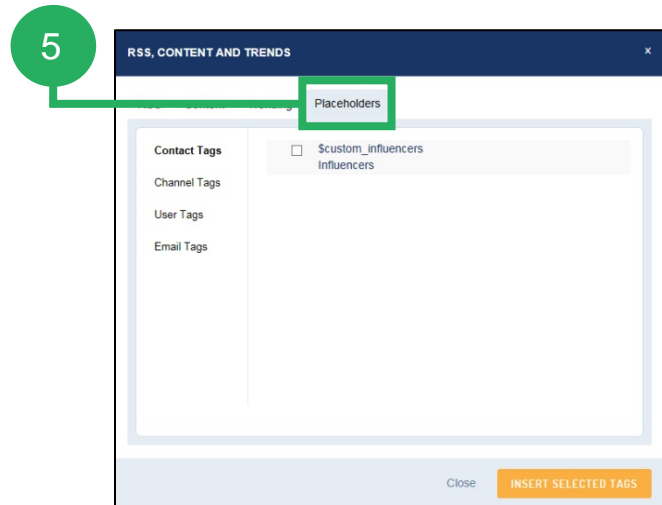 5
RSS, CONTENT AND TRENDS x
Placeholders
Contact Tags
$custom_influencers
Influencers
Channel Tags
User Tags
Email Tags
Close INSERT SELECTED TAGS